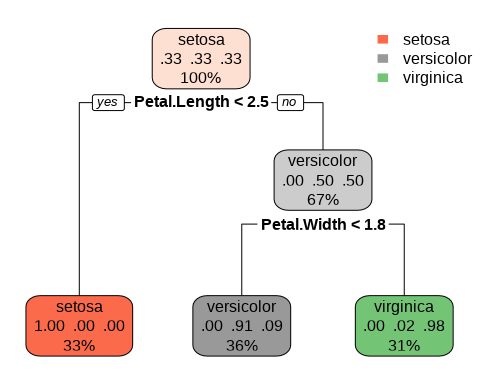 setosa
.33 .33 .33
100%
setosa
versicolor
virginica
yes Petal.Length < 2.5 no
versicolor
.00 .50 .50
67%
Petal.Width < 1.8
setosa
1.00 .00 .00
33%
versicolor
.00 .91 .09
36%
virginica
.00 .02 .98
31%